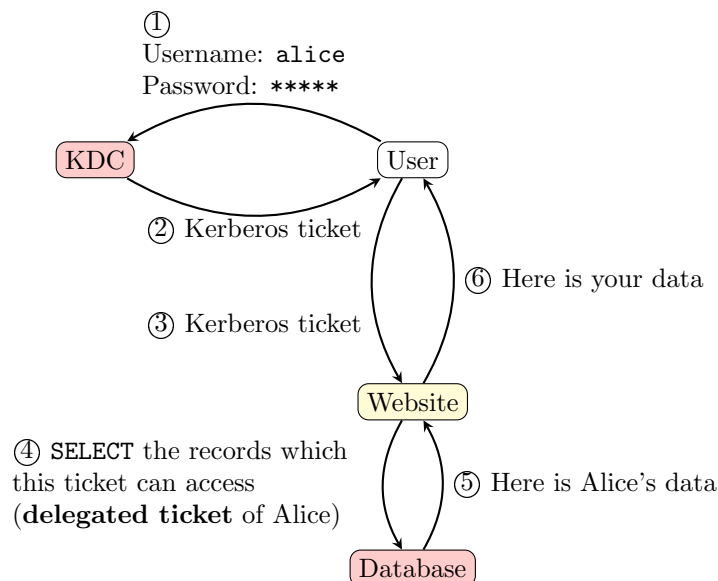 ①
Username: alice
Password: *****
KDC
User
② Kerberos ticket
⑥ Here is your data
③ Kerberos ticket
Website
④ SELECT the records which
this ticket can access
(delegated ticket of Alice)
⑤ Here is Alice's data
Database